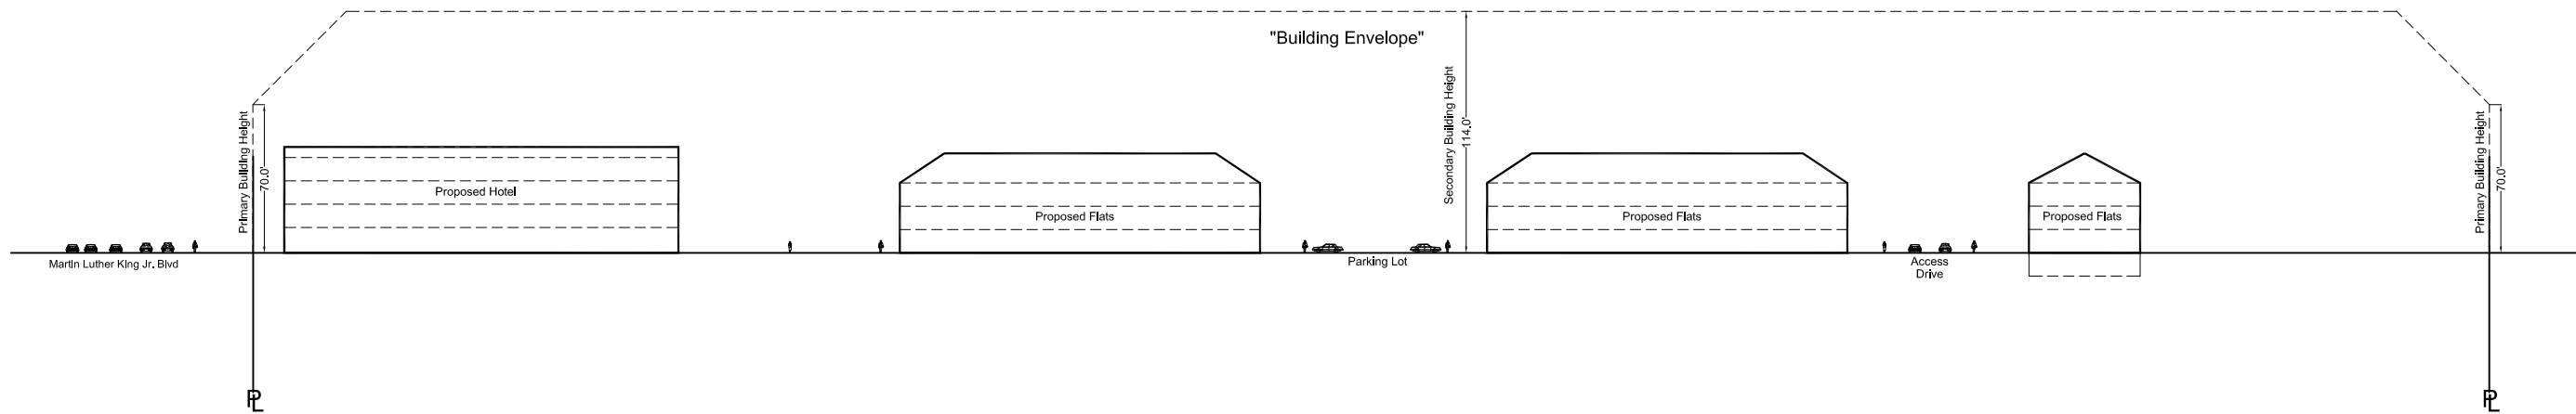 "Building Envelope"
Primary Building Height
70.0'
Secondary Building Height
114.0'
Primary Building Height
70.0'
Proposed Hotel
Proposed Flats
Proposed Flats
Proposed Flats
Martin Luther King Jr. Blvd
Parking Lot
Access
Drive
PL
PL